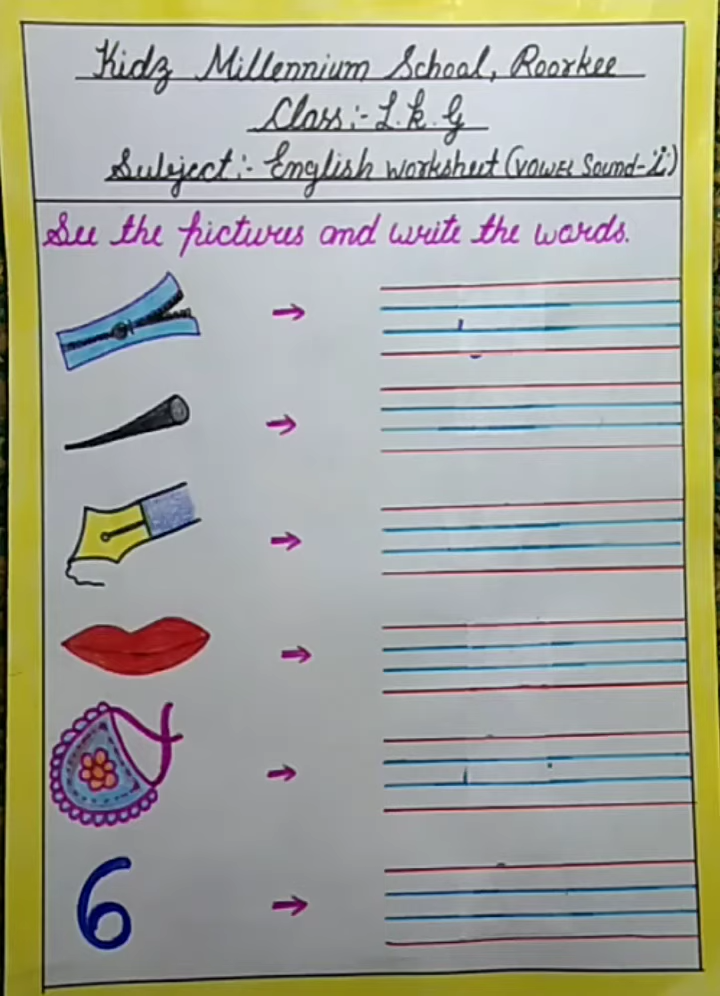 Kidz Millennium School, Roorkee
Class:- L.K.G
Subject:- English worksheet (vowel Sound-'i')
See the pictures and write the words.
6